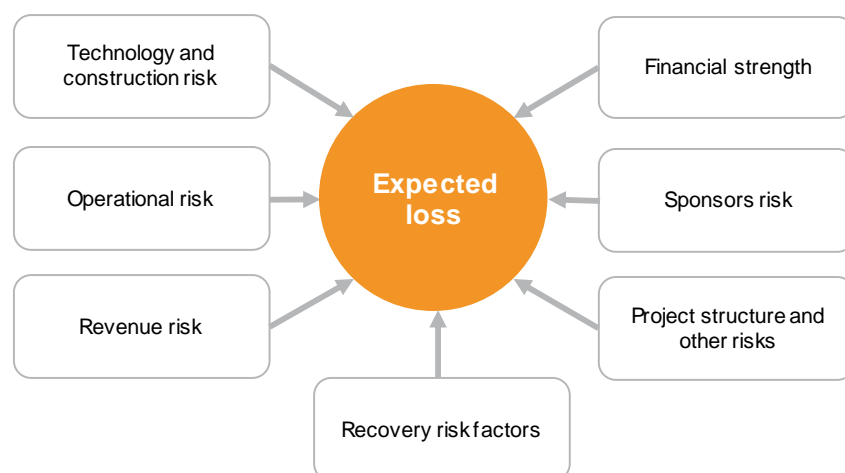 Technology and
construction risk
Financial strength
Expected
loss
Operational risk
Sponsors risk
Revenue risk
Project structure and
other risks
Recovery risk factors